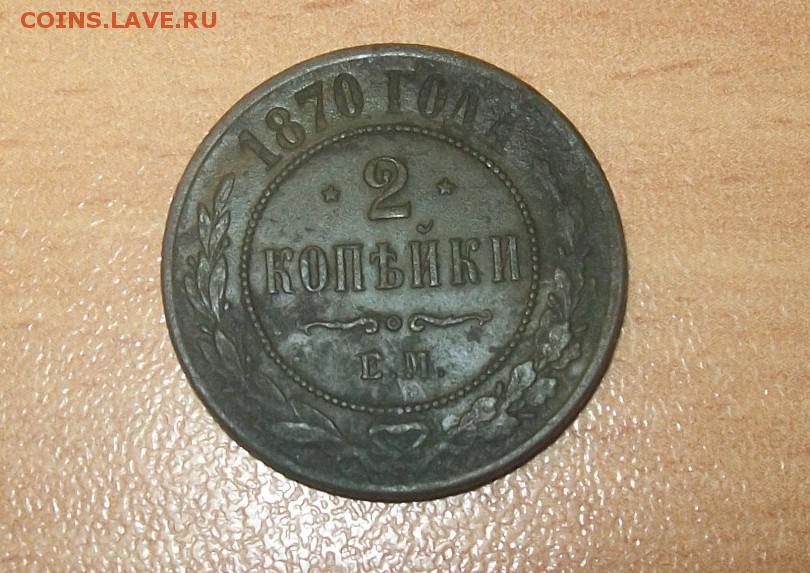 COINS.LAVE.RU
1870 ГОДА
2
КОПѢЙКИ
Е.М.